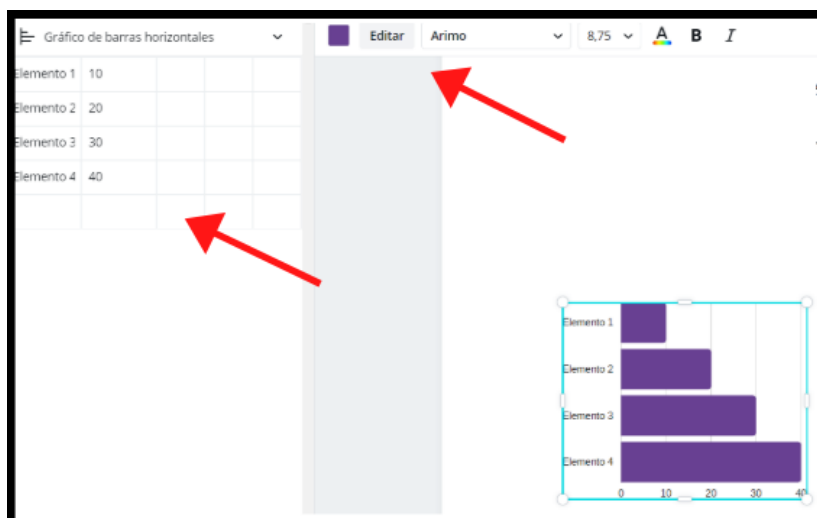 Gráfico de barras horizontales
Editar Arimo 8,75 A B I
Elemento 1 10
Elemento 2 20
Elemento 3 30
Elemento 4 40
Elemento 1
Elemento 2
Elemento 3
Elemento 4
0 10 20 30 40